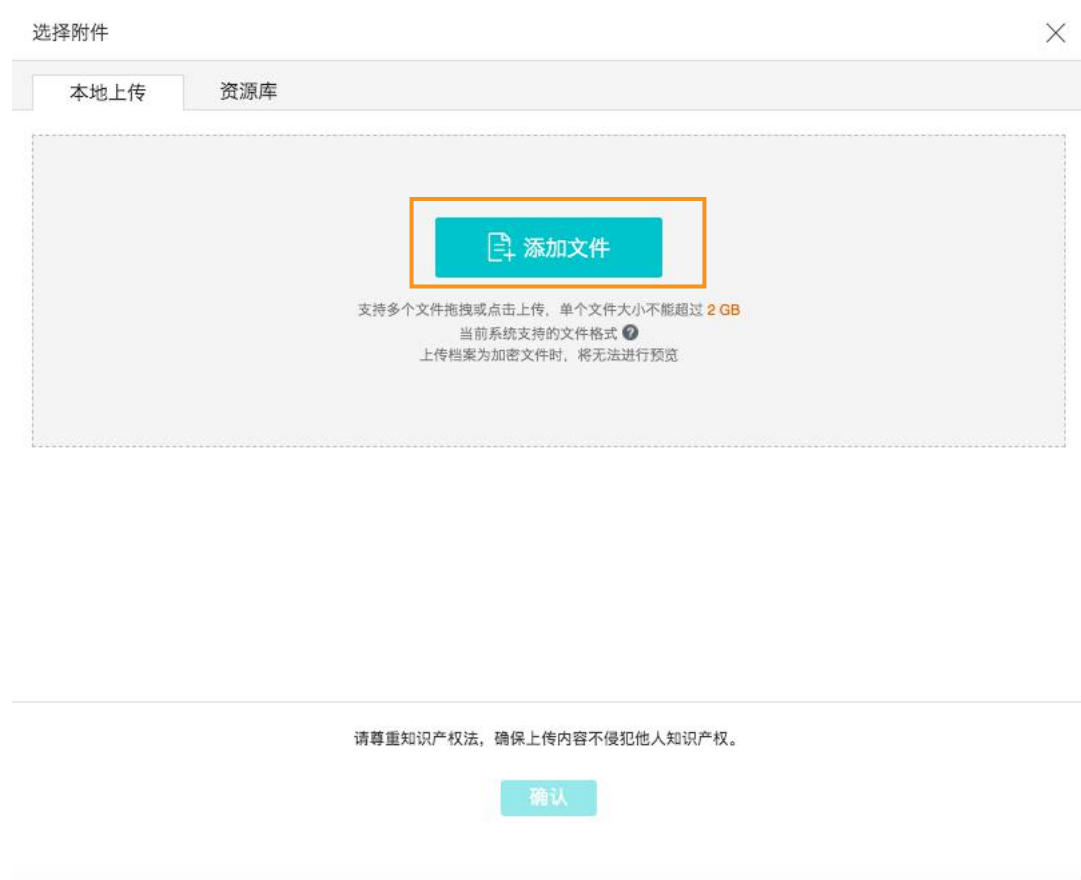 选择附件
本地上传
资源库
添加文件
支持多个文件拖拽或点击上传，单个文件大小不能超过 2 GB
当前系统支持的文件格式 ?
上传档案为加密文件时，将无法进行预览
请尊重知识产权法，确保上传内容不侵犯他人知识产权。
确认